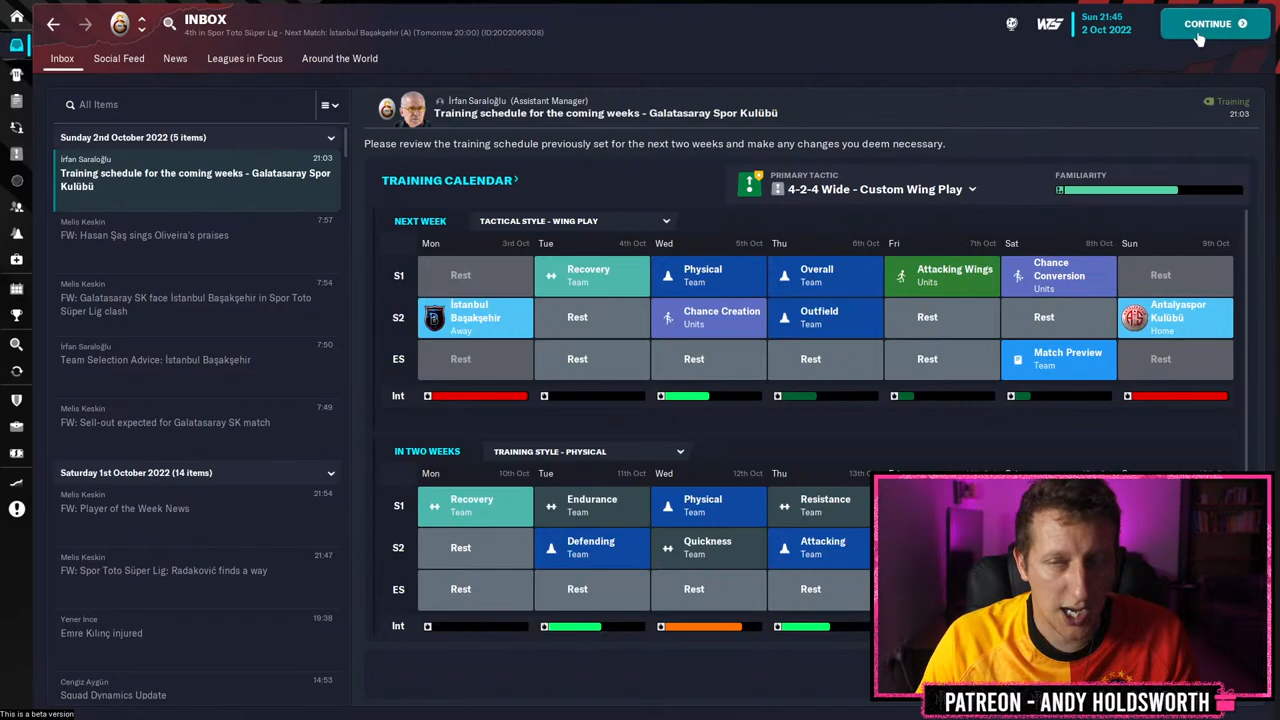 INBOX
4th in Spor Toto Süper Lig - Next Match: İstanbul Başakşehir (A) (Tomorrow 20:00) (ID:2002066308)
Sun 21:45
2 Oct 2022
CONTINUE
Inbox
Social Feed
News
Leagues in Focus
Around the World
All Items
Sunday 2nd October 2022 (5 items)
İrfan Saraloğlu 21:03
Training schedule for the coming weeks - Galatasaray Spor
Kulübü
Melis Keskin 7:57
FW: Hasan Şaş sings Oliveira's praises
Melis Keskin 7:54
FW: Galatasaray SK face İstanbul Başakşehir in Spor Toto
Süper Lig clash
İrfan Saraloğlu 7:50
Team Selection Advice: İstanbul Başakşehir
Melis Keskin 7:49
FW: Sell-out expected for Galatasaray SK match
Saturday 1st October 2022 (14 items)
Melis Keskin 21:54
FW: Player of the Week News
Melis Keskin 21:47
FW: Spor Toto Süper Lig: Radaković finds a way
Yener İnce 19:38
Emre Kılınç injured
Cengiz Aygün 14:53
Squad Dynamics Update
İrfan Saraloğlu (Assistant Manager)
Training schedule for the coming weeks - Galatasaray Spor Kulübü
Training
21:03
Please review the training schedule previously set for the next two weeks and make any changes you deem necessary.
TRAINING CALENDAR
PRIMARY TACTIC
4-2-4 Wide - Custom Wing Play
FAMILIARITY
NEXT WEEK
TACTICAL STYLE - WING PLAY
Mon 3rd Oct Tue 4th Oct Wed 5th Oct Thu 6th Oct Fri 7th Oct Sat 8th Oct Sun 9th Oct
S1
Rest
Recovery
Team
Physical
Team
Overall
Team
Attacking Wings
Units
Chance
Conversion
Units
Rest
S2
İstanbul
Başakşehir
Away
Rest
Chance Creation
Units
Outfield
Team
Rest
Rest
Antalyaspor
Kulübü
Home
ES
Rest
Rest
Rest
Rest
Rest
Match Preview
Team
Rest
Int
IN TWO WEEKS
TRAINING STYLE - PHYSICAL
Mon 10th Oct Tue 11th Oct Wed 12th Oct Thu 13th Oct
S1
Recovery
Team
Endurance
Team
Physical
Team
Resistance
Team
S2
Rest
Defending
Team
Quickness
Team
Attacking
Team
ES
Rest
Rest
Rest
Rest
Int
PATREON - ANDY HOLDSWORTH
This is a beta version